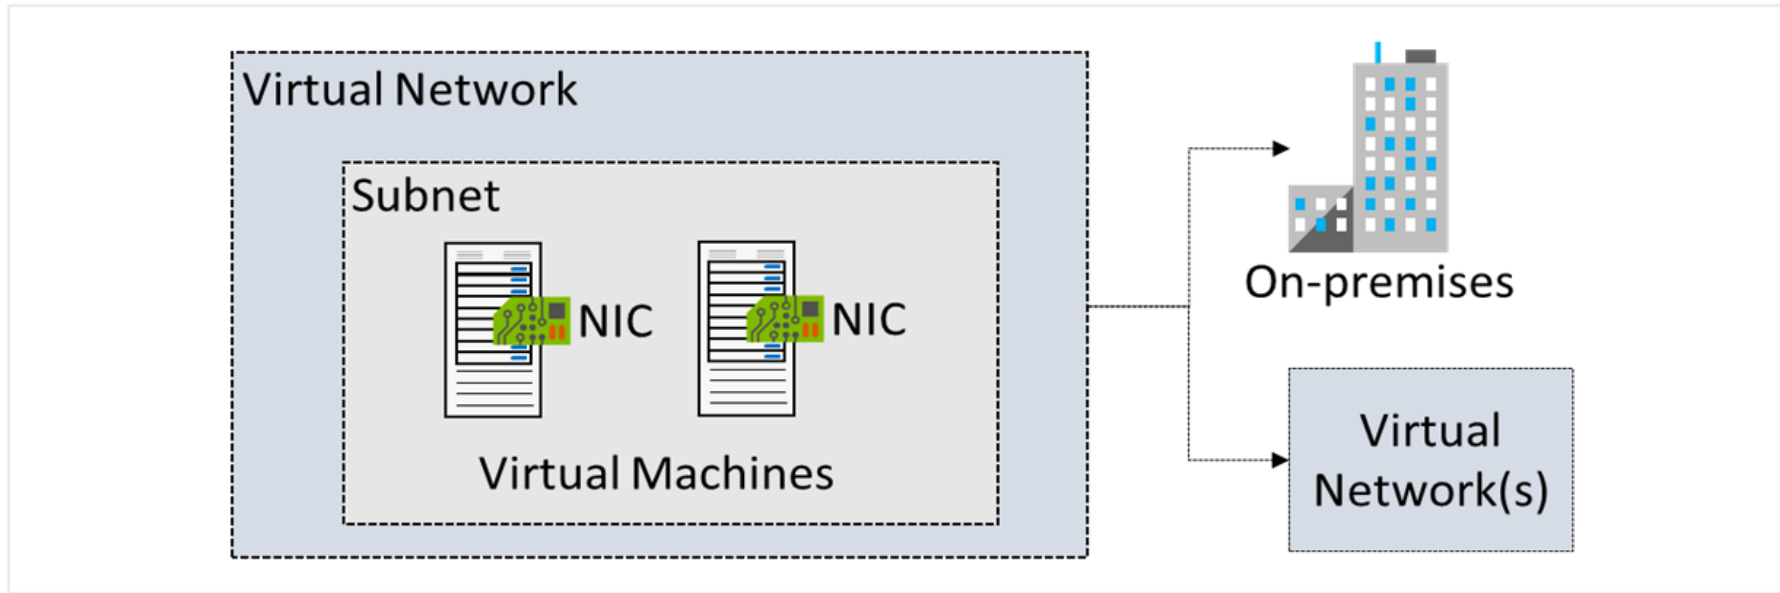 Virtual Network
Subnet
NIC
NIC
Virtual Machines
On-premises
Virtual
Network(s)